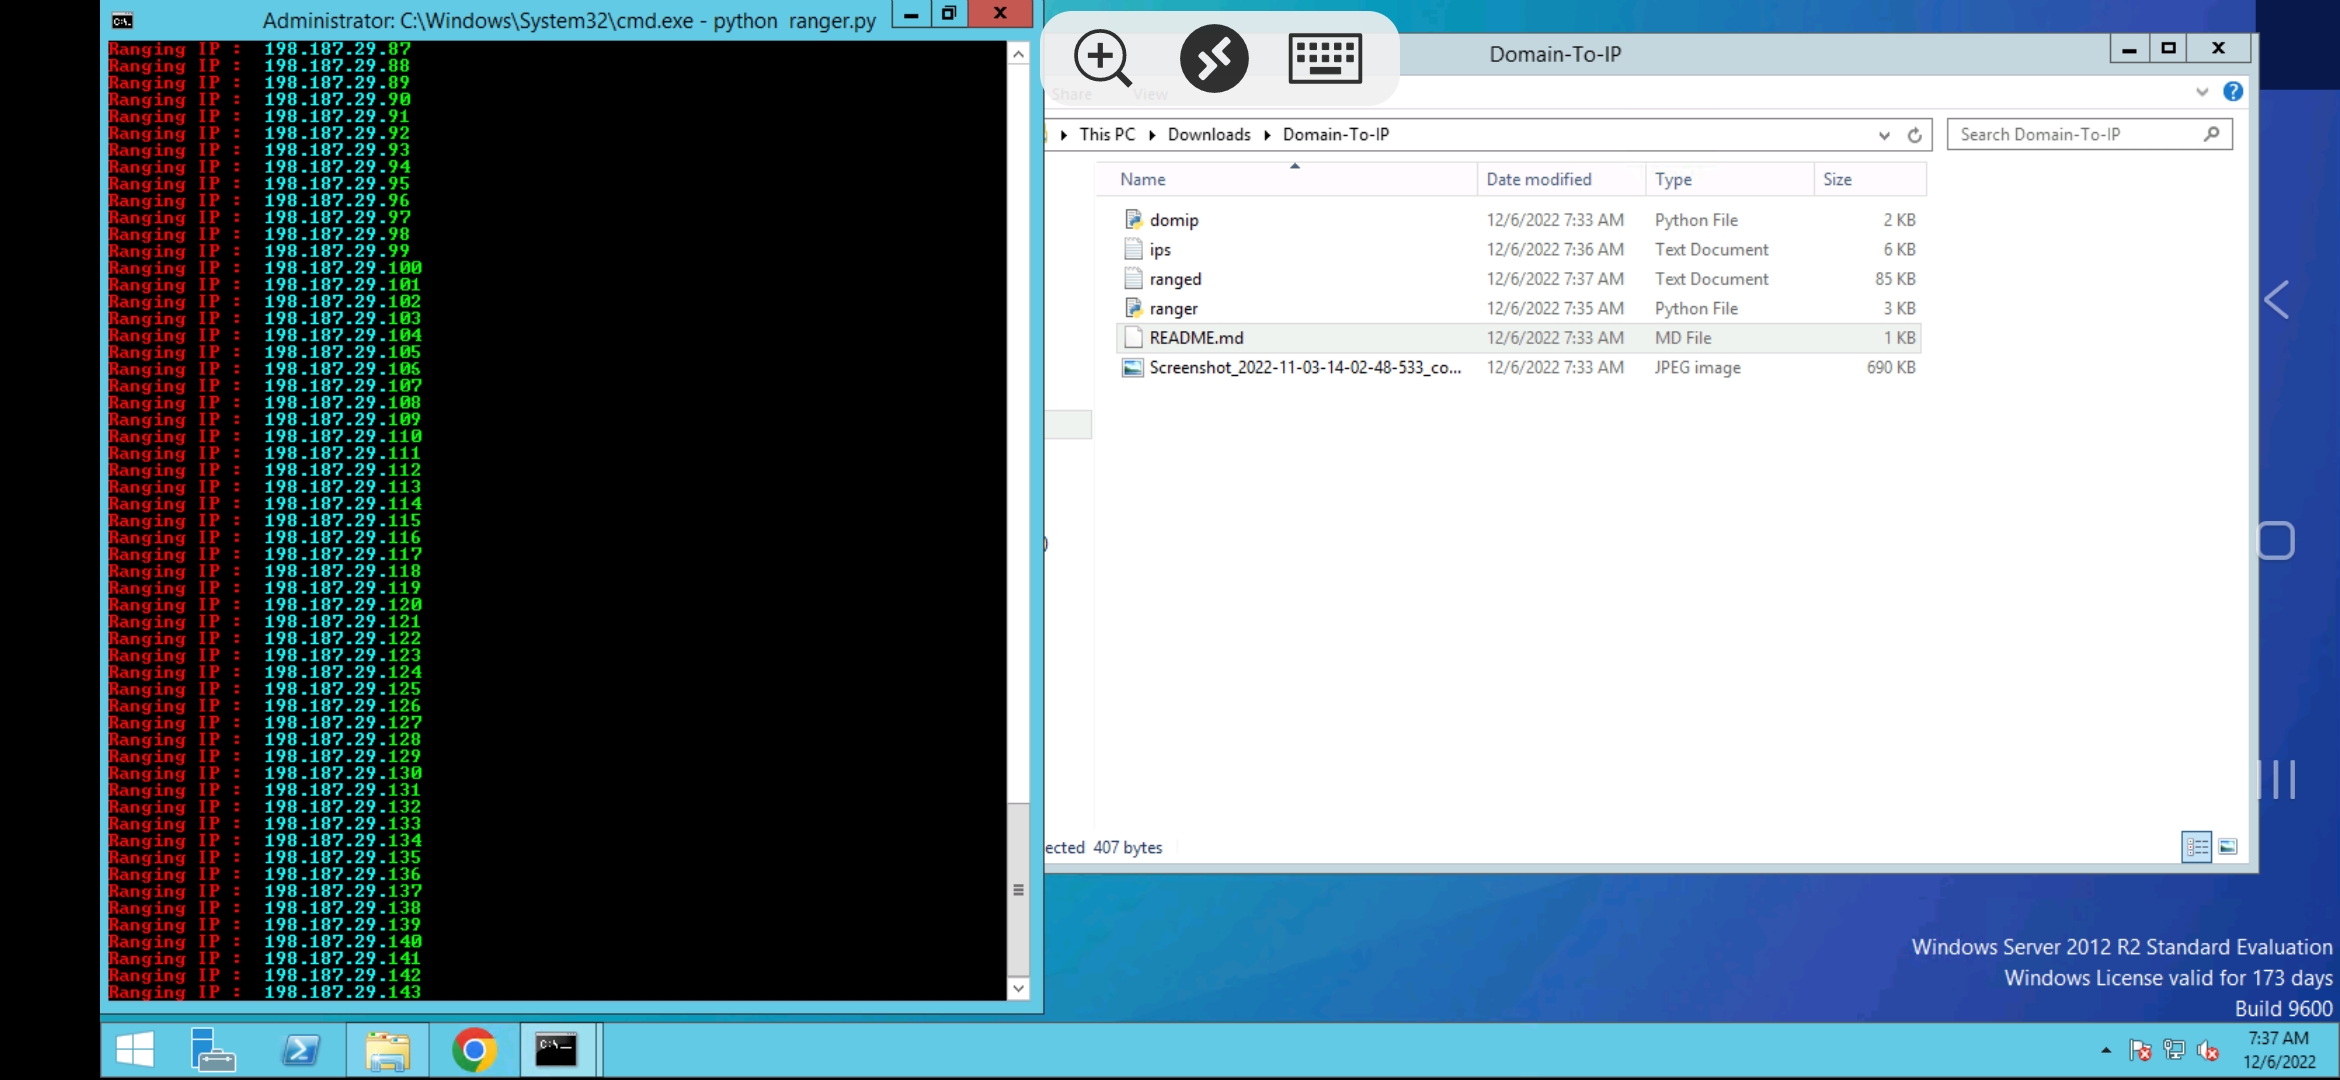 Administrator: C:\Windows\System32\cmd.exe - python ranger.py
Ranging IP : 198.187.29.87
Ranging IP : 198.187.29.88
Ranging IP : 198.187.29.89
Ranging IP : 198.187.29.90
Ranging IP : 198.187.29.91
Ranging IP : 198.187.29.92
Ranging IP : 198.187.29.93
Ranging IP : 198.187.29.94
Ranging IP : 198.187.29.95
Ranging IP : 198.187.29.96
Ranging IP : 198.187.29.97
Ranging IP : 198.187.29.98
Ranging IP : 198.187.29.99
Ranging IP : 198.187.29.100
Ranging IP : 198.187.29.101
Ranging IP : 198.187.29.102
Ranging IP : 198.187.29.103
Ranging IP : 198.187.29.104
Ranging IP : 198.187.29.105
Ranging IP : 198.187.29.106
Ranging IP : 198.187.29.107
Ranging IP : 198.187.29.108
Ranging IP : 198.187.29.109
Ranging IP : 198.187.29.110
Ranging IP : 198.187.29.111
Ranging IP : 198.187.29.112
Ranging IP : 198.187.29.113
Ranging IP : 198.187.29.114
Ranging IP : 198.187.29.115
Ranging IP : 198.187.29.116
Ranging IP : 198.187.29.117
Ranging IP : 198.187.29.118
Ranging IP : 198.187.29.119
Ranging IP : 198.187.29.120
Ranging IP : 198.187.29.121
Ranging IP : 198.187.29.122
Ranging IP : 198.187.29.123
Ranging IP : 198.187.29.124
Ranging IP : 198.187.29.125
Ranging IP : 198.187.29.126
Ranging IP : 198.187.29.127
Ranging IP : 198.187.29.128
Ranging IP : 198.187.29.129
Ranging IP : 198.187.29.130
Ranging IP : 198.187.29.131
Ranging IP : 198.187.29.132
Ranging IP : 198.187.29.133
Ranging IP : 198.187.29.134
Ranging IP : 198.187.29.135
Ranging IP : 198.187.29.136
Ranging IP : 198.187.29.137
Ranging IP : 198.187.29.138
Ranging IP : 198.187.29.139
Ranging IP : 198.187.29.140
Ranging IP : 198.187.29.141
Ranging IP : 198.187.29.142
Ranging IP : 198.187.29.143
Domain-To-IP
Share View
This PC Downloads Domain-To-IP
Search Domain-To-IP
Name Date modified Type Size
domip 12/6/2022 7:33 AM Python File 2 KB
ips 12/6/2022 7:36 AM Text Document 6 KB
ranged 12/6/2022 7:37 AM Text Document 85 KB
ranger 12/6/2022 7:35 AM Python File 3 KB
README.md 12/6/2022 7:33 AM MD File 1 KB
Screenshot_2022-11-03-14-02-48-533_co... 12/6/2022 7:33 AM JPEG image 690 KB
ected 407 bytes
Windows Server 2012 R2 Standard Evaluation
Windows License valid for 173 days
Build 9600
7:37 AM
12/6/2022